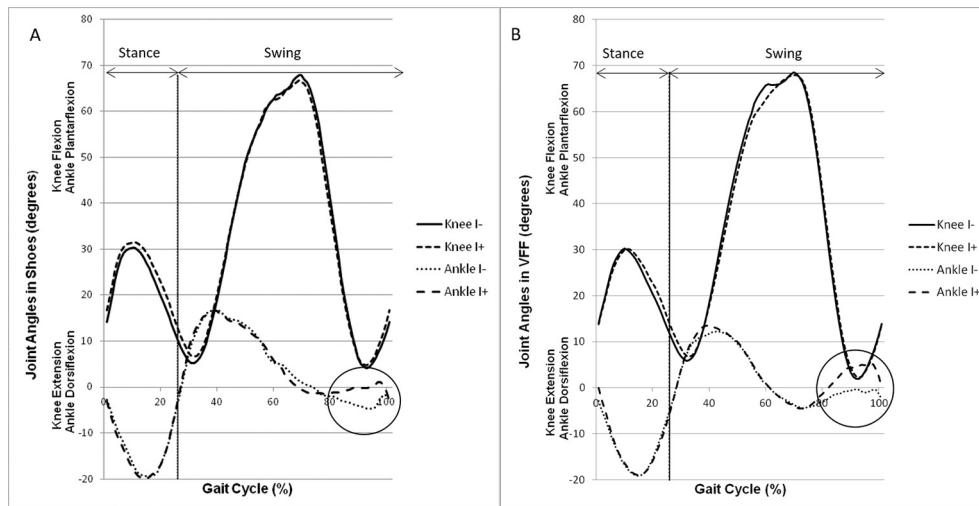 A
Stance
Swing
Joint Angles in Shoes (degrees)
Knee Flexion
Ankle Plantarflexion
Knee Extension
Ankle Dorsiflexion
80
70
60
50
40
30
20
10
0
-10
-20
0
20
40
60
80
100
Gait Cycle (%)
Knee I-
Knee I+
Ankle I-
Ankle I+
B
Stance
Swing
Joint Angles in VFF (degrees)
Knee Flexion
Ankle Plantarflexion
Knee Extension
Ankle Dorsiflexion
80
70
60
50
40
30
20
10
0
-10
-20
0
20
40
60
80
100
Gait Cycle (%)
Knee I-
Knee I+
Ankle I-
Ankle I+